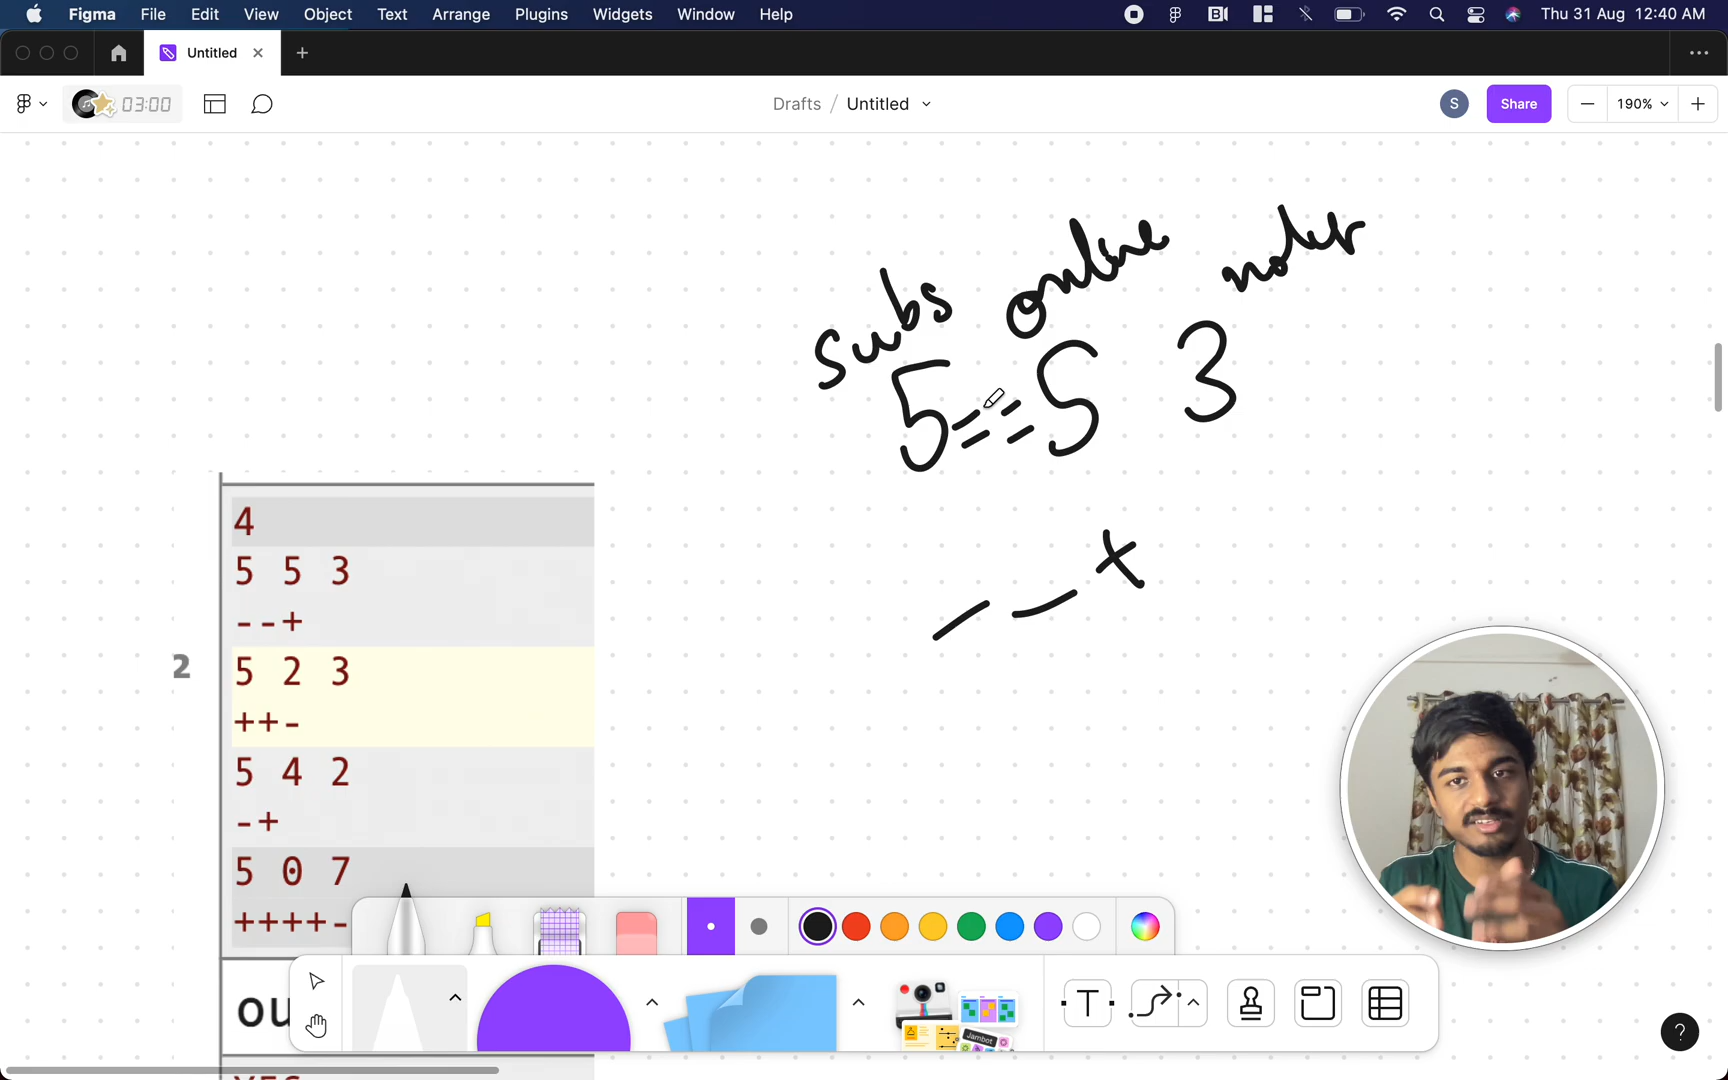 Figma File Edit View Object Text Arrange Plugins Widgets Window Help Thu 31 Aug 12:40 AM
Untitled
03:00 Drafts / Untitled S Share 190%
subs online
5==5 3
--+
4
5 5 3
--+
2
5 2 3
++-
5 4 2
-+
5 0 7
++++-
ou
T
Jambot
?
YES